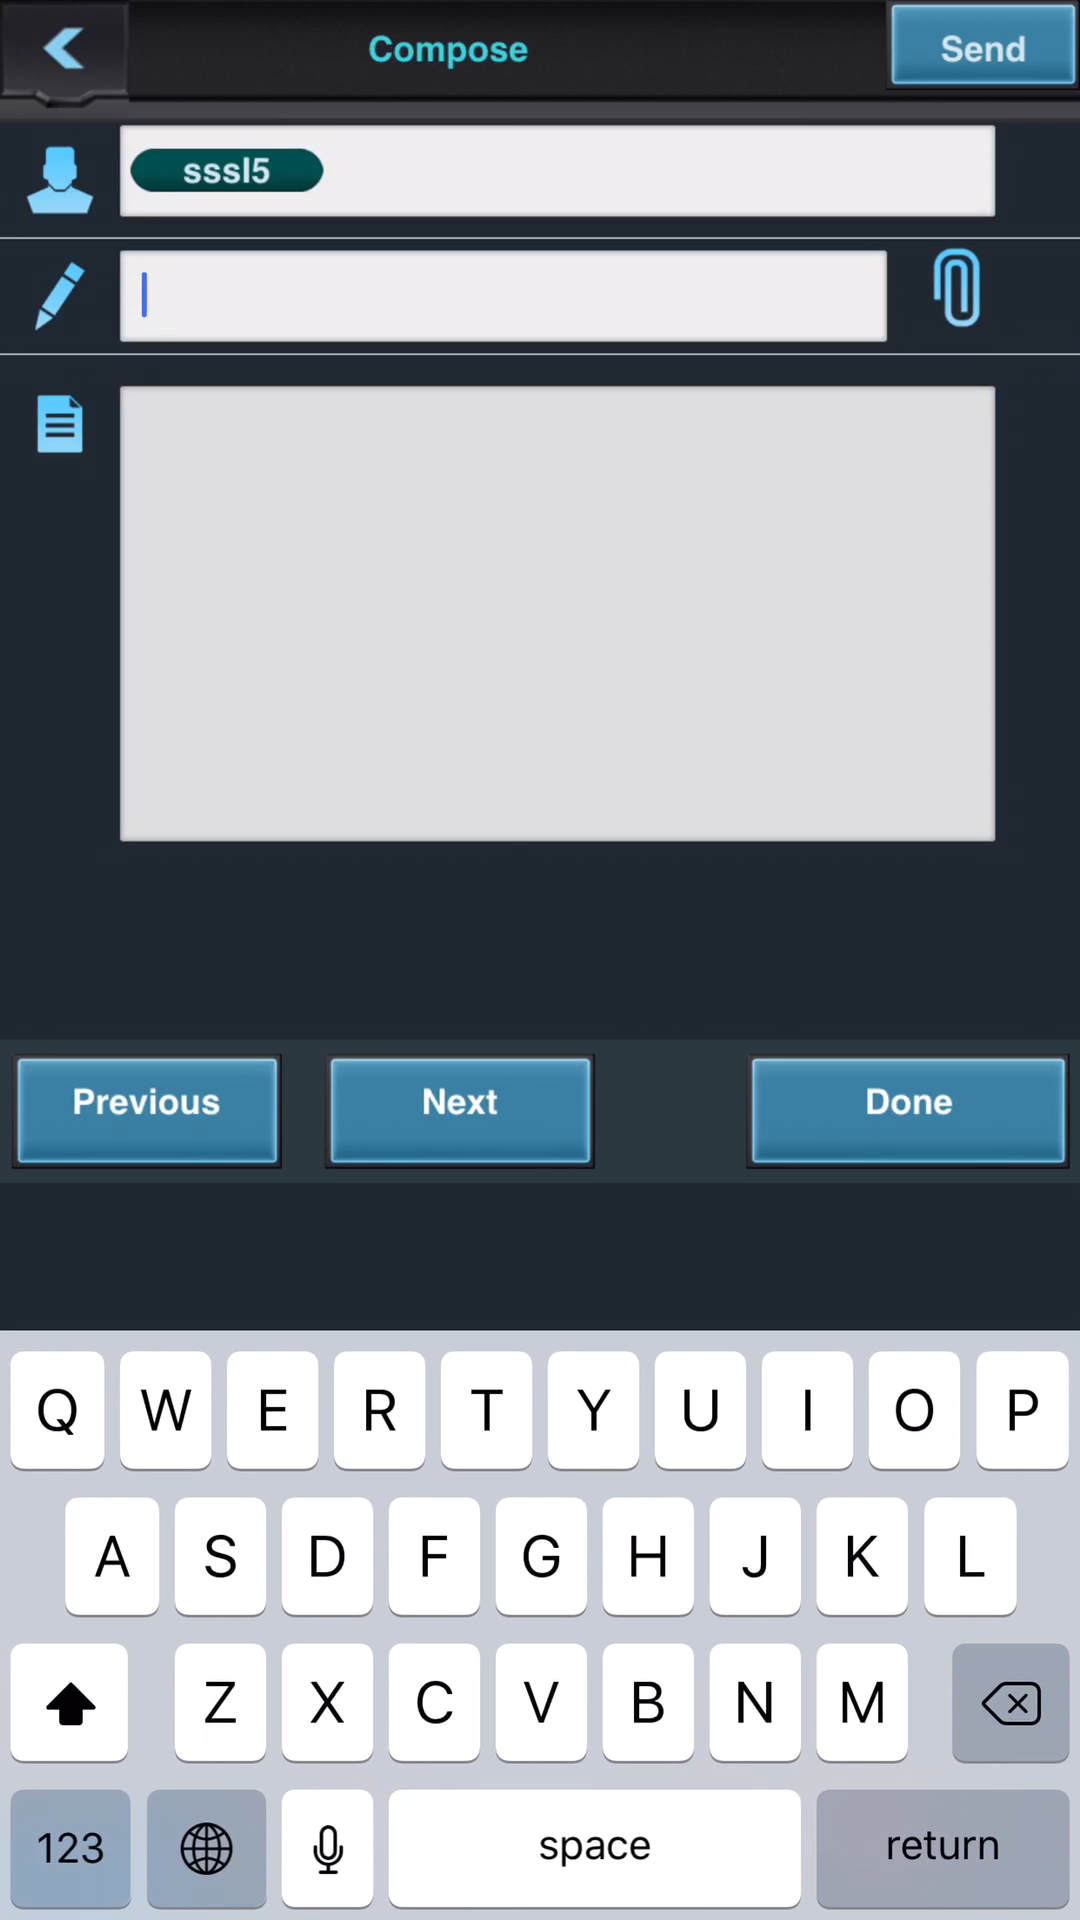 Compose
Send
sssl5
Previous
Next
Done
Q W E R T Y U I O P
A S D F G H J K L
Z X C V B N M
123
space
return